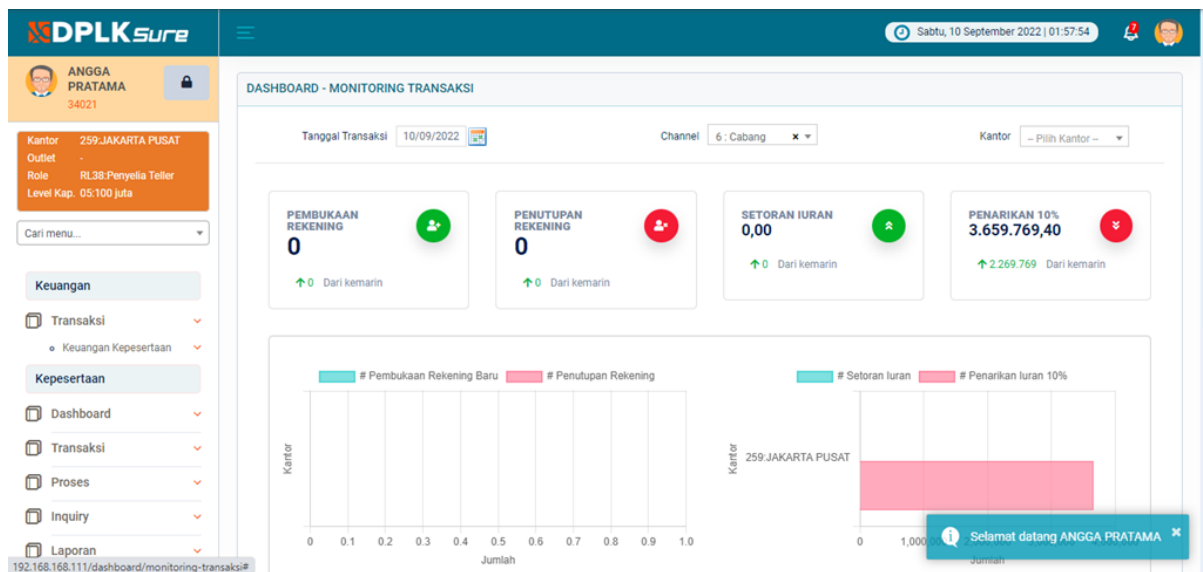 DPLK Sure
Sabtu, 10 September 2022 | 01:57:54
7
ANGGA
PRATAMA
34021
Kantor 259:JAKARTA PUSAT
Outlet -
Role RL38:Penyelia Teller
Level Kap. 05:100 juta
Cari menu...
Keuangan
Transaksi
Keuangan Kepesertaan
Kepesertaan
Dashboard
Transaksi
Proses
Inquiry
Laporan
192.168.168.111/dashboard/monitoring-transaksi#
DASHBOARD - MONITORING TRANSAKSI
Tanggal Transaksi 10/09/2022
Channel 6 : Cabang x
Kantor -- Pilih Kantor --
PEMBUKAAN
REKENING
0
0 Dari kemarin
PENUTUPAN
REKENING
0
0 Dari kemarin
SETORAN IURAN
0,00
0 Dari kemarin
PENARIKAN 10%
3.659.769,40
2.269.769 Dari kemarin
# Pembukaan Rekening Baru # Penutupan Rekening
Kantor
0 0.1 0.2 0.3 0.4 0.5 0.6 0.7 0.8 0.9 1.0
Jumlah
# Setoran Iuran # Penarikan Iuran 10%
Kantor
259:JAKARTA PUSAT
0
Jumlah
Selamat datang ANGGA PRATAMA ×